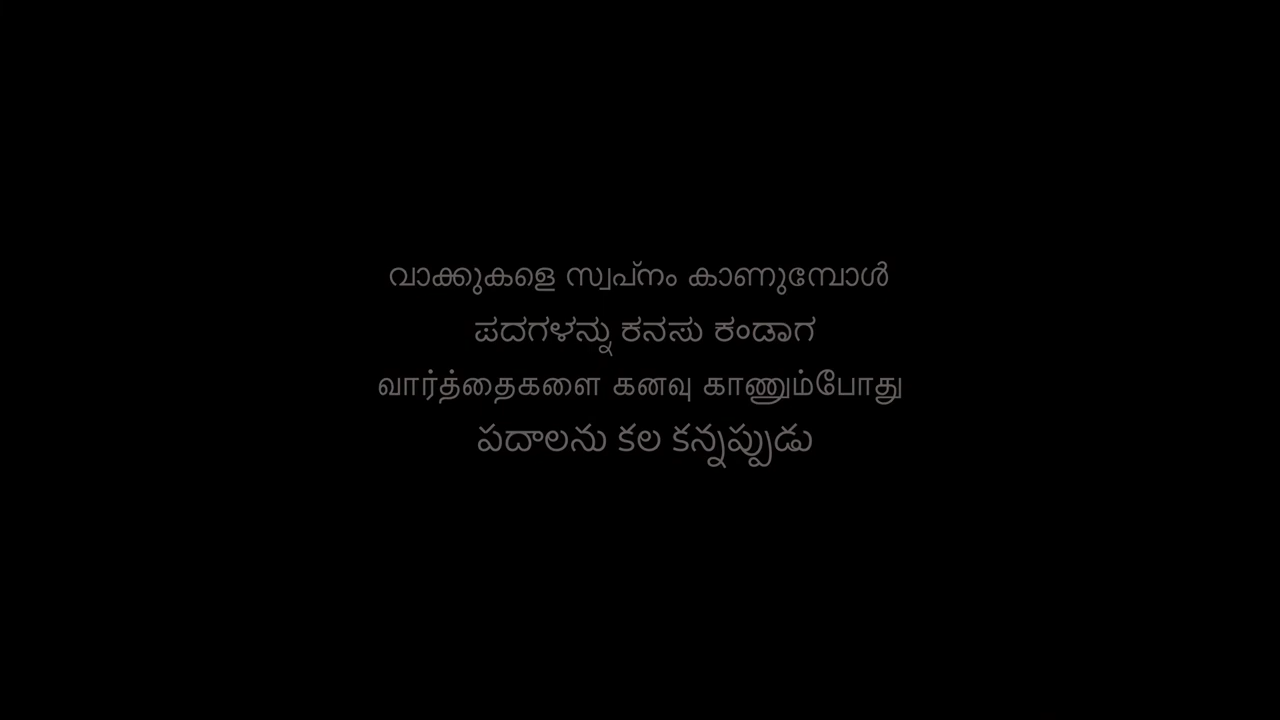 വാക്കുകളെ സ്വപ്നം കാണുമ്പോൾ
ಪದಗಳನ್ನು ಕನಸು ಕಂಡಾಗ
வார்த்தைகளை கனவு காணும்போது
పదాలను కల కన్నప్పుడు